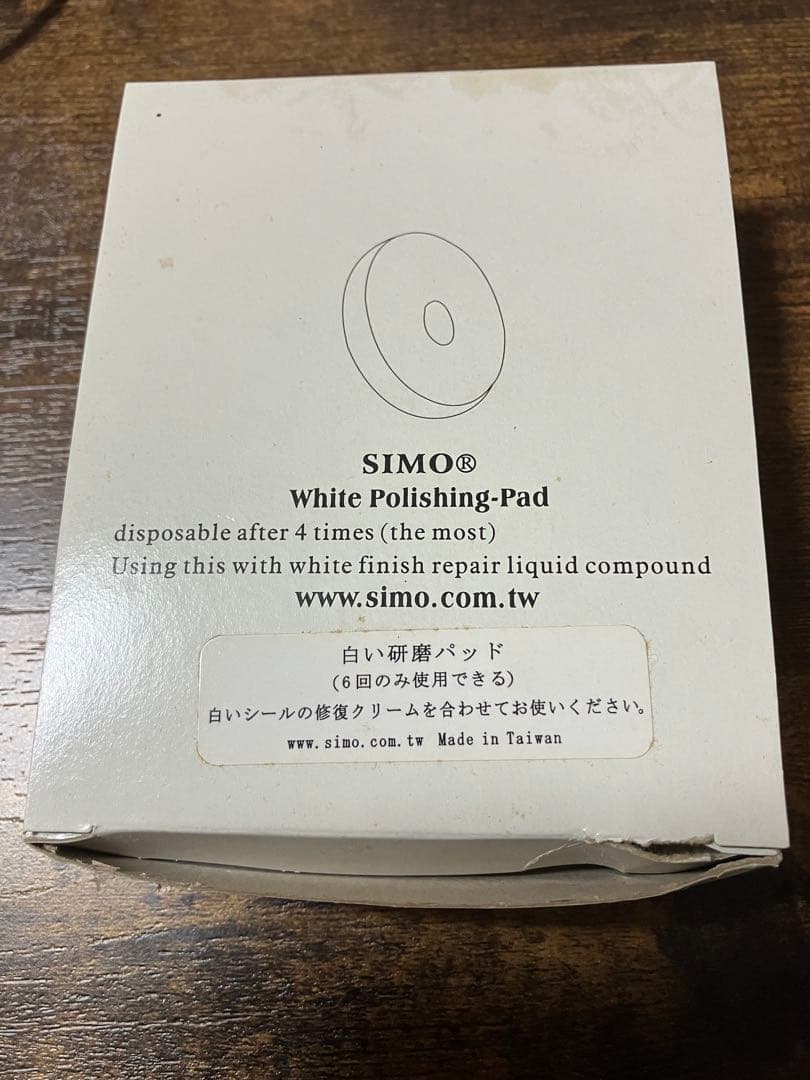 SIMO®
White Polishing-Pad
disposable after 4 times (the most)
Using this with white finish repair liquid compound
www.simo.com.tw
白い研磨パッド
(6回のみ使用できる)
白いシールの修復クリームを合わせてお使いください。
www.simo.com.tw Made in Taiwan